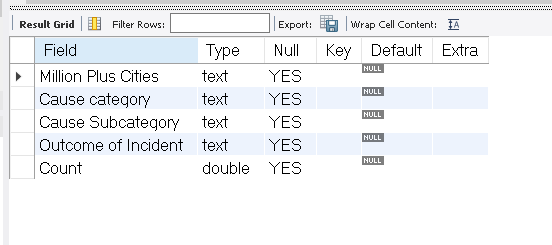 Result Grid Filter Rows: Export: Wrap Cell Content: IA
Field Type Null Key Default Extra
Million Plus Cities text YES NULL
Cause category text YES NULL
Cause Subcategory text YES NULL
Outcome of Incident text YES NULL
Count double YES NULL